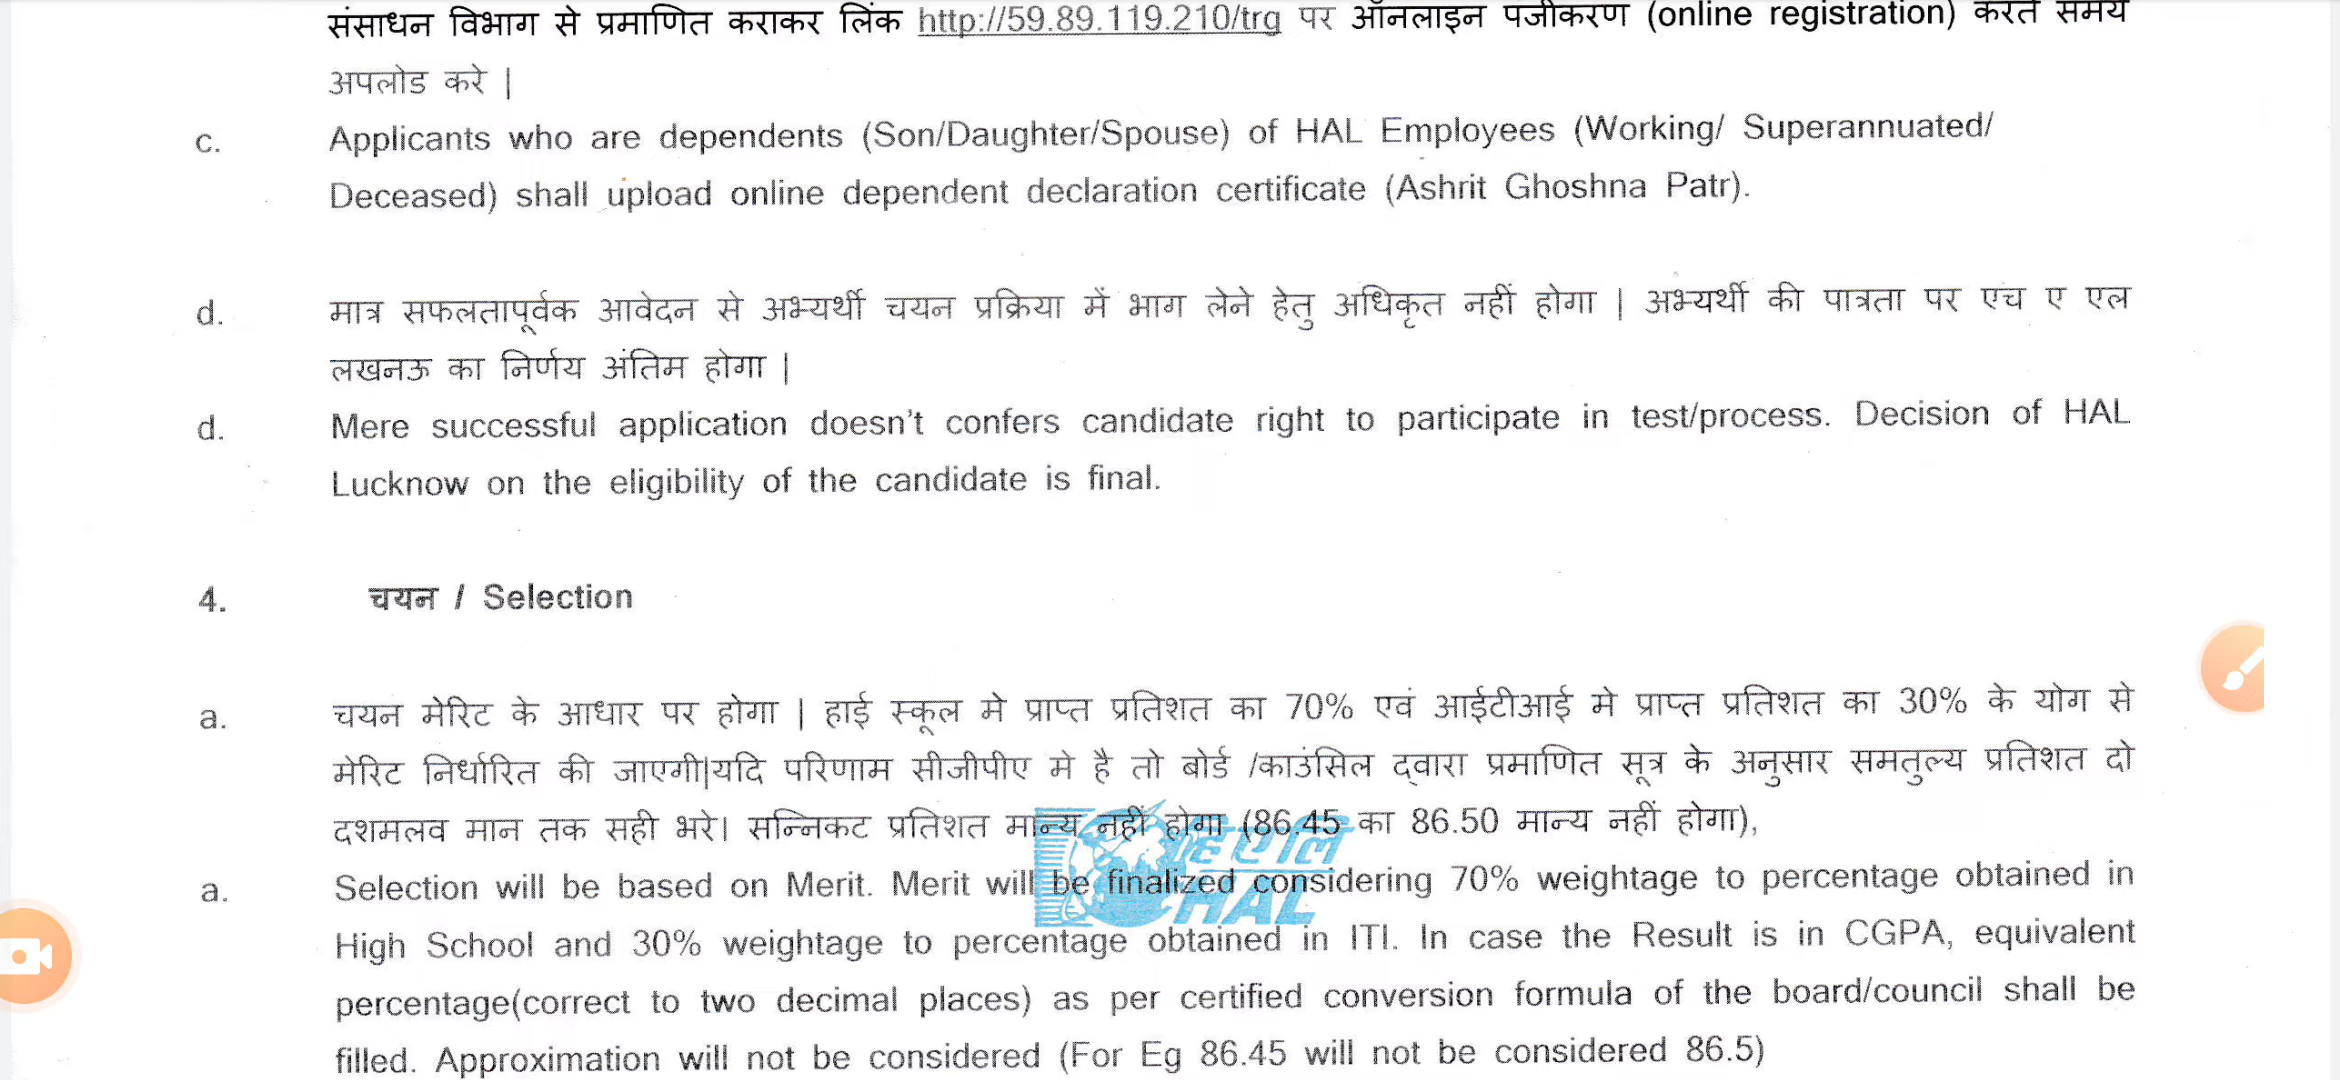 संसाधन विभाग से प्रमाणित कराकर लिंक http://59.89.119.210/trg पर ऑनलाइन पंजीकरण (online registration) करते समय
अपलोड करे |
c. Applicants who are dependents (Son/Daughter/Spouse) of HAL Employees (Working/ Superannuated/
Deceased) shall upload online dependent declaration certificate (Ashrit Ghoshna Patr).
d. मात्र सफलतापूर्वक आवेदन से अभ्यर्थी चयन प्रक्रिया में भाग लेने हेतु अधिकृत नहीं होगा | अभ्यर्थी की पात्रता पर एच ए एल
लखनऊ का निर्णय अंतिम होगा |
d. Mere successful application doesn't confers candidate right to participate in test/process. Decision of HAL
Lucknow on the eligibility of the candidate is final.
4. चयन / Selection
a. चयन मेरिट के आधार पर होगा | हाई स्कूल मे प्राप्त प्रतिशत का 70% एवं आईटीआई मे प्राप्त प्रतिशत का 30% के योग से
मेरिट निर्धारित की जाएगी|यदि परिणाम सीजीपीए मे है तो बोर्ड /काउंसिल द्वारा प्रमाणित सूत्र के अनुसार समतुल्य प्रतिशत दो
दशमलव मान तक सही भरे। सन्निकट प्रतिशत मान्य नहीं होगा (86.45 का 86.50 मान्य नहीं होगा),
एचएएल
a. Selection will be based on Merit. Merit will be finalized considering 70% weightage to percentage obtained in
HAL
High School and 30% weightage to percentage obtained in ITI. In case the Result is in CGPA, equivalent
percentage(correct to two decimal places) as per certified conversion formula of the board/council shall be
filled. Approximation will not be considered (For Eg 86.45 will not be considered 86.5)